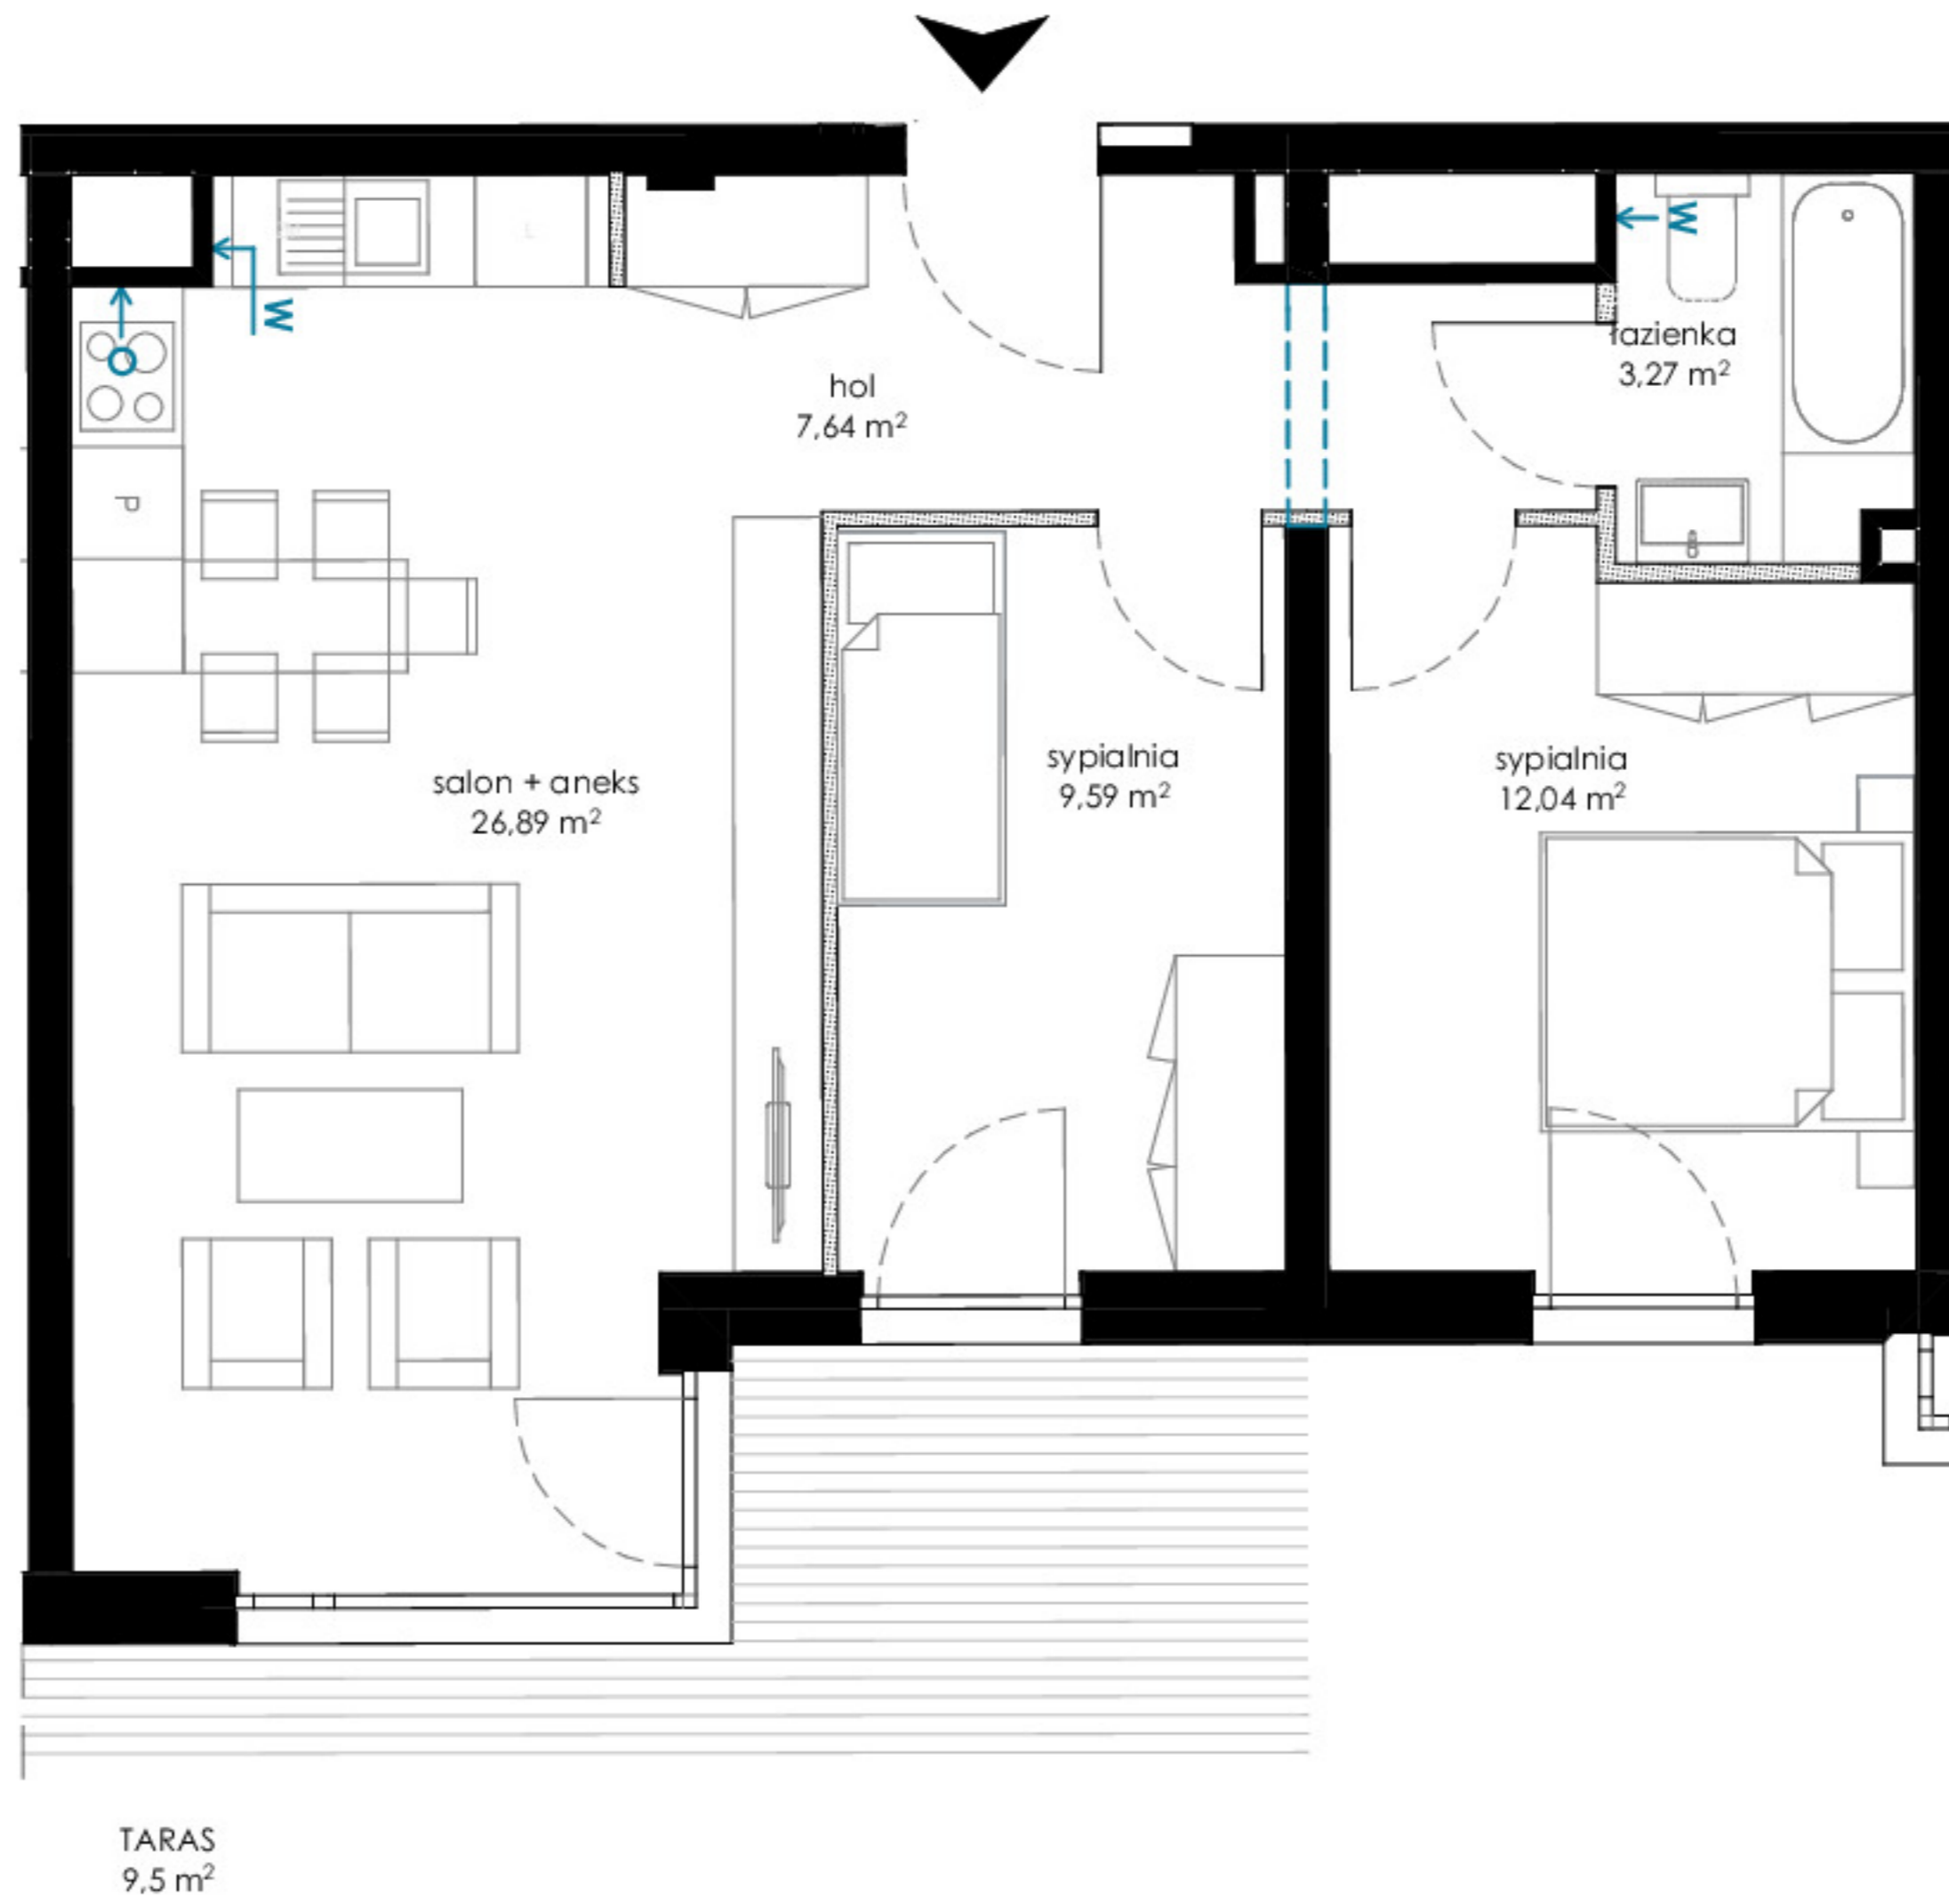 W
W
łazienka
3,27 m²
hol
7,64 m²
P
sypialnia
9,59 m²
sypialnia
12,04 m²
salon + aneks
26,89 m²
TARAS
9,5 m²